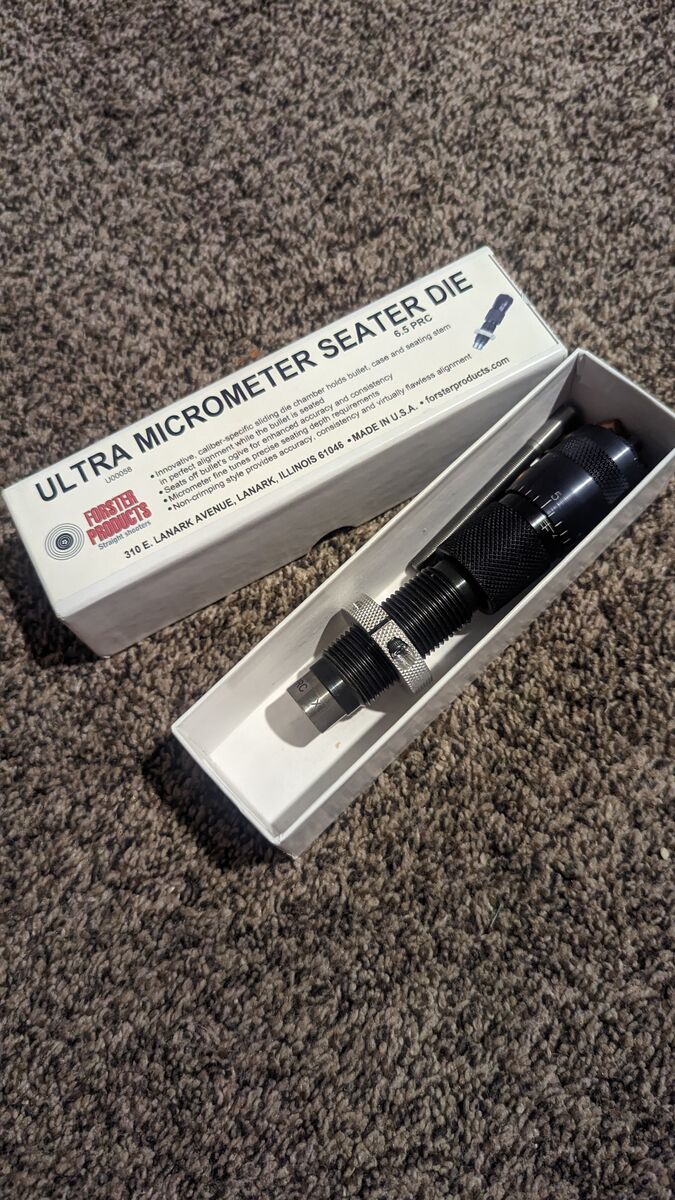 ULTRA MICROMETER SEATER DIE
U00058
6.5 PRC
• Innovative, caliber-specific sliding die chamber holds bullet, case and seating stem
in perfect alignment while the bullet is seated
• Seats off bullet's ogive for enhanced accuracy and consistency
• Micrometer fine tunes precise seating depth requirements
• Non-crimping style provides accuracy, consistency and virtually flawless alignment
FORSTER
PRODUCTS
Straight shooters
310 E. LANARK AVENUE, LANARK, ILLINOIS 61046 • MADE IN U.S.A. • forsterproducts.com
5
RC